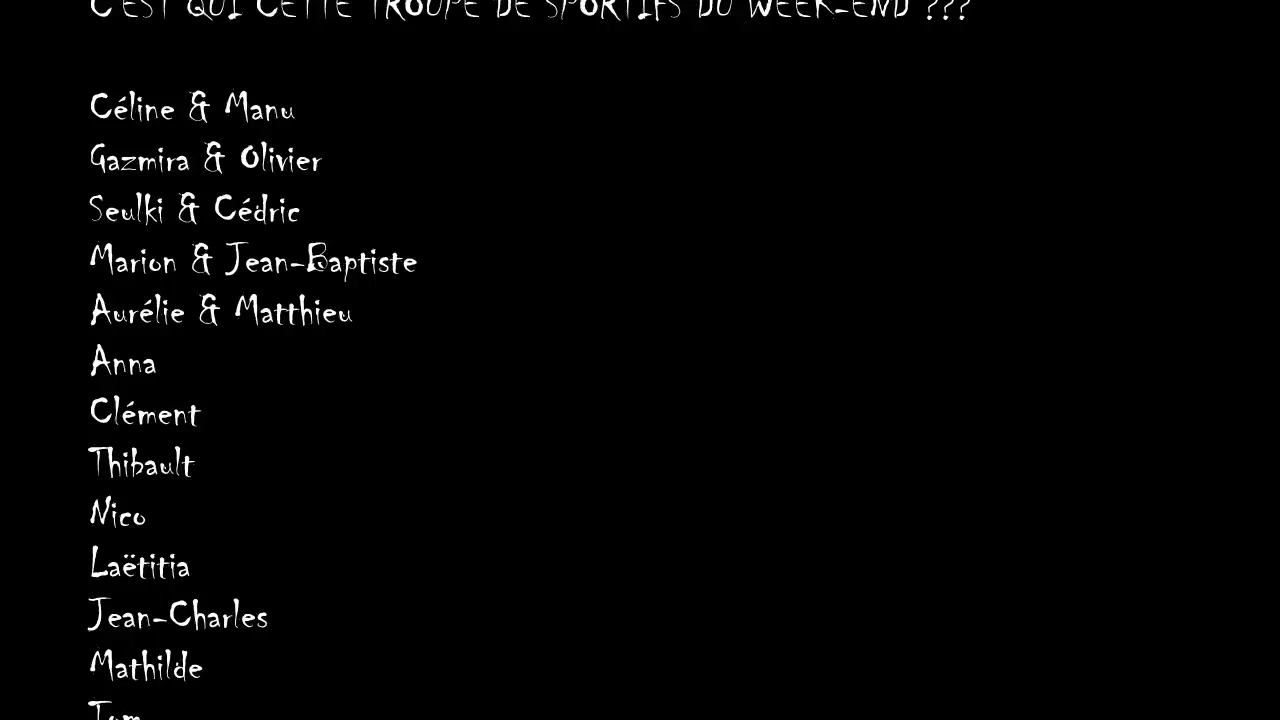 C'EST QUI CETTE TROUPE DE SPORTIFS DU WEEK-END ???
Céline & Manu
Gazmira & Olivier
Seulki & Cédric
Marion & Jean-Baptiste
Aurélie & Matthieu
Anna
Clément
Thibault
Nico
Laëtitia
Jean-Charles
Mathilde
Tom